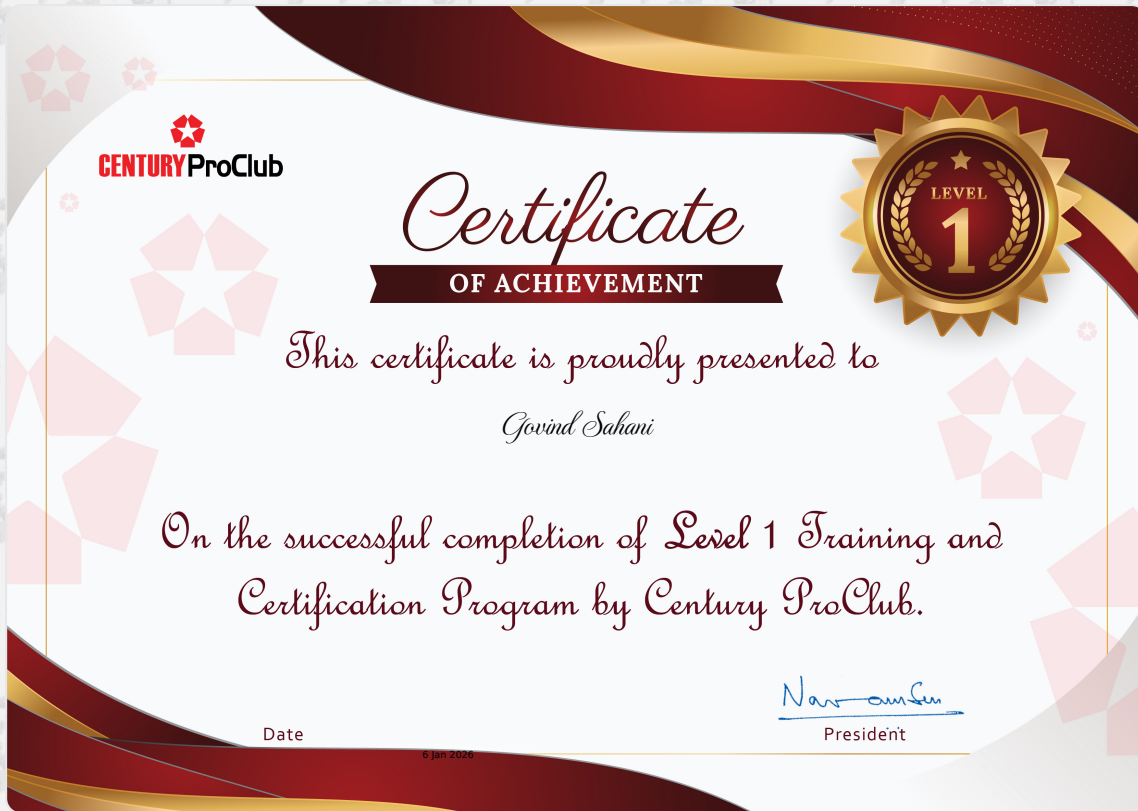 CENTURY ProClub
LEVEL
1
Certificate
OF ACHIEVEMENT
This certificate is proudly presented to
Govind Sahani
On the successful completion of Level 1 Training and
Certification Program by Century ProClub.
Date
President
6 Jan 2026